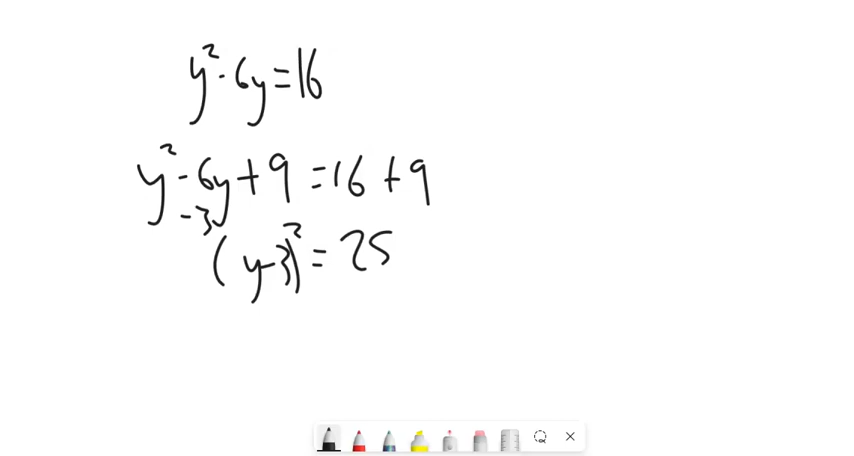 y² - 6y = 16
y² - 6y + 9 = 16 + 9
-3
(y-3)² = 25